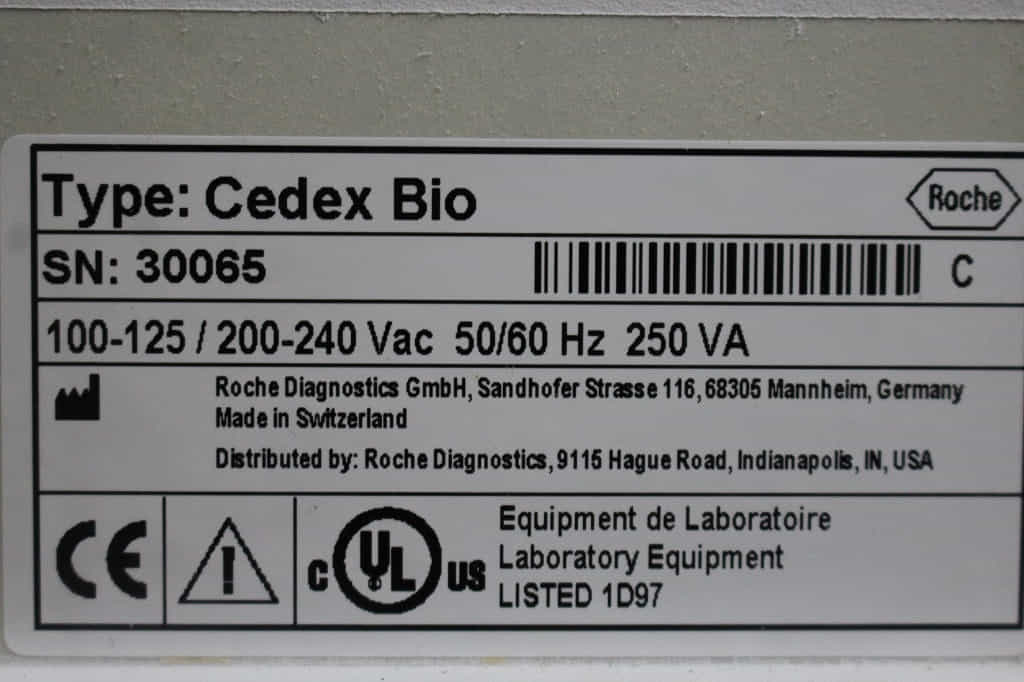 Type: Cedex Bio
Roche
SN: 30065
C
100-125 / 200-240 Vac 50/60 Hz 250 VA
Roche Diagnostics GmbH, Sandhofer Strasse 116, 68305 Mannheim, Germany
Made in Switzerland
Distributed by: Roche Diagnostics, 9115 Hague Road, Indianapolis, IN, USA
CE
!
C UL US
Equipment de Laboratoire
Laboratory Equipment
LISTED 1D97